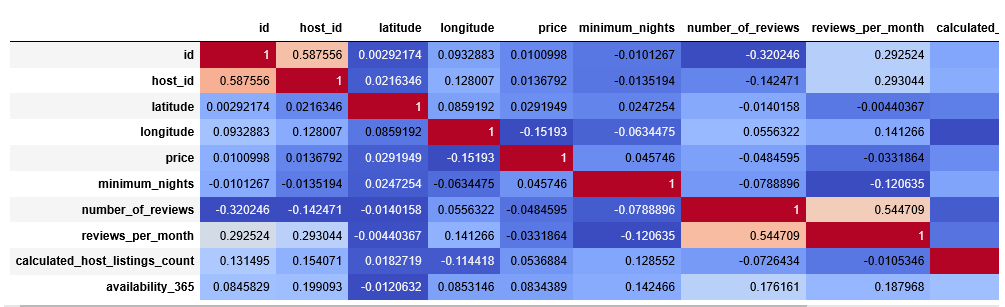 id host_id latitude longitude price minimum_nights number_of_reviews reviews_per_month calculated_
id 1 0.587556 0.00292174 0.0932883 0.0100998 -0.0101267 -0.320246 0.292524
host_id 0.587556 1 0.0216346 0.128007 0.0136792 -0.0135194 -0.142471 0.293044
latitude 0.00292174 0.0216346 1 0.0859192 0.0291949 0.0247254 -0.0140158 -0.00440367
longitude 0.0932883 0.128007 0.0859192 1 -0.15193 -0.0634475 0.0556322 0.141266
price 0.0100998 0.0136792 0.0291949 -0.15193 1 0.045746 -0.0484595 -0.0331864
minimum_nights -0.0101267 -0.0135194 0.0247254 -0.0634475 0.045746 1 -0.0788896 -0.120635
number_of_reviews -0.320246 -0.142471 -0.0140158 0.0556322 -0.0484595 -0.0788896 1 0.544709
reviews_per_month 0.292524 0.293044 -0.00440367 0.141266 -0.0331864 -0.120635 0.544709 1
calculated_host_listings_count 0.131495 0.154071 0.0182719 -0.114418 0.0536884 0.128552 -0.0726434 -0.0105346
availability_365 0.0845829 0.199093 -0.0120632 0.0853146 0.0834389 0.142466 0.176161 0.187968